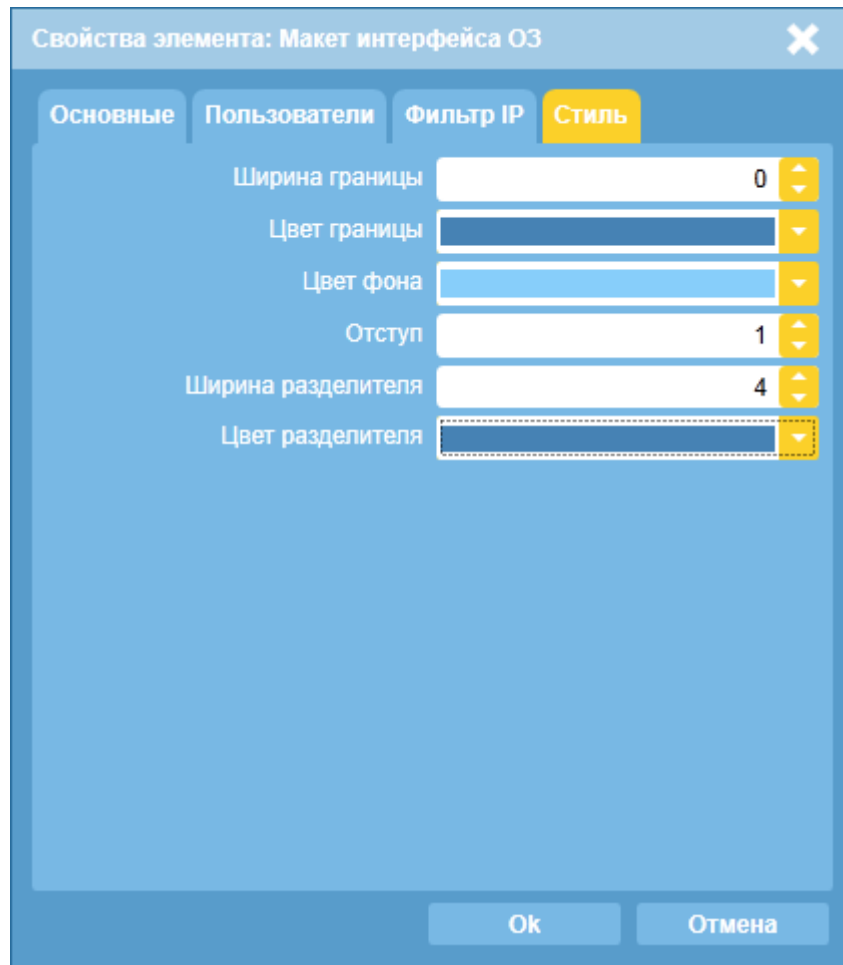 Свойства элемента: Макет интерфейса ОЗ
Основные Пользователи Фильтр IP Стиль
Ширина границы 0
Цвет границы
Цвет фона
Отступ 1
Ширина разделителя 4
Цвет разделителя
Ok Отмена